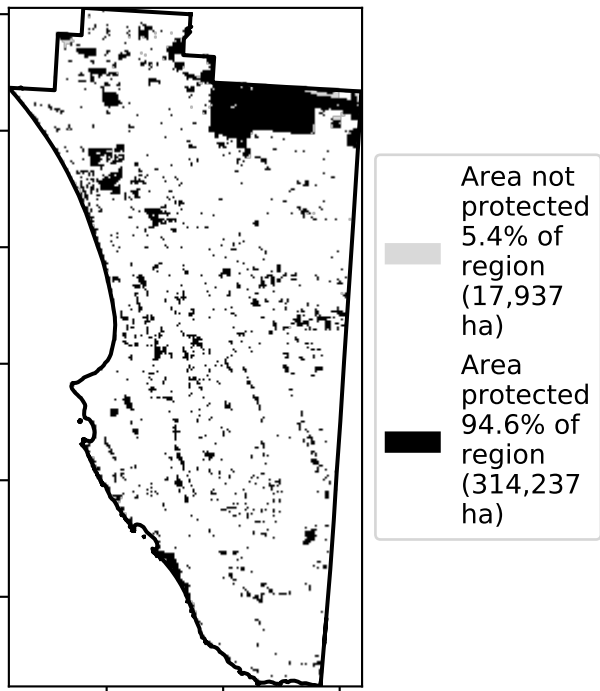 Area not
protected
5.4% of
region
(17,937
ha)
Area
protected
94.6% of
region
(314,237
ha)